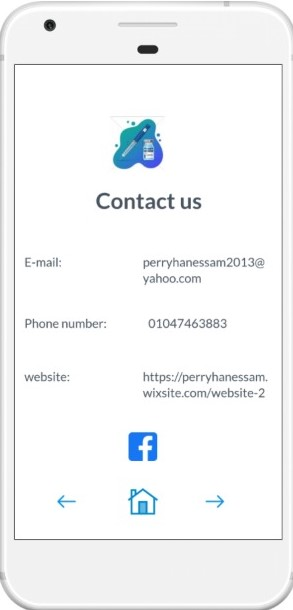 Contact us
E-mail: perryhanessam2013@
yahoo.com
Phone number: 01047463883
website: https://perryhanessam.
wixsite.com/website-2